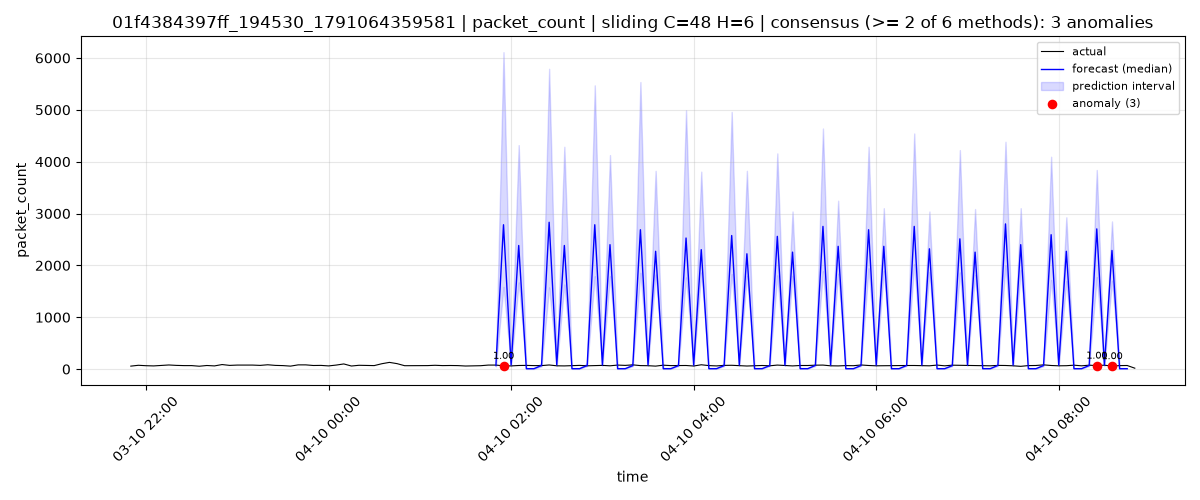 01f4384397ff_194530_1791064359581 | packet_count | sliding C=48 H=6 | consensus (>= 2 of 6 methods): 3 anomalies
packet_count
6000
5000
4000
3000
2000
1000
0
actual
forecast (median)
prediction interval
anomaly (3)
1.00
1.00
1.00
03-10 22:00
04-10 00:00
04-10 02:00
04-10 04:00
04-10 06:00
04-10 08:00
time